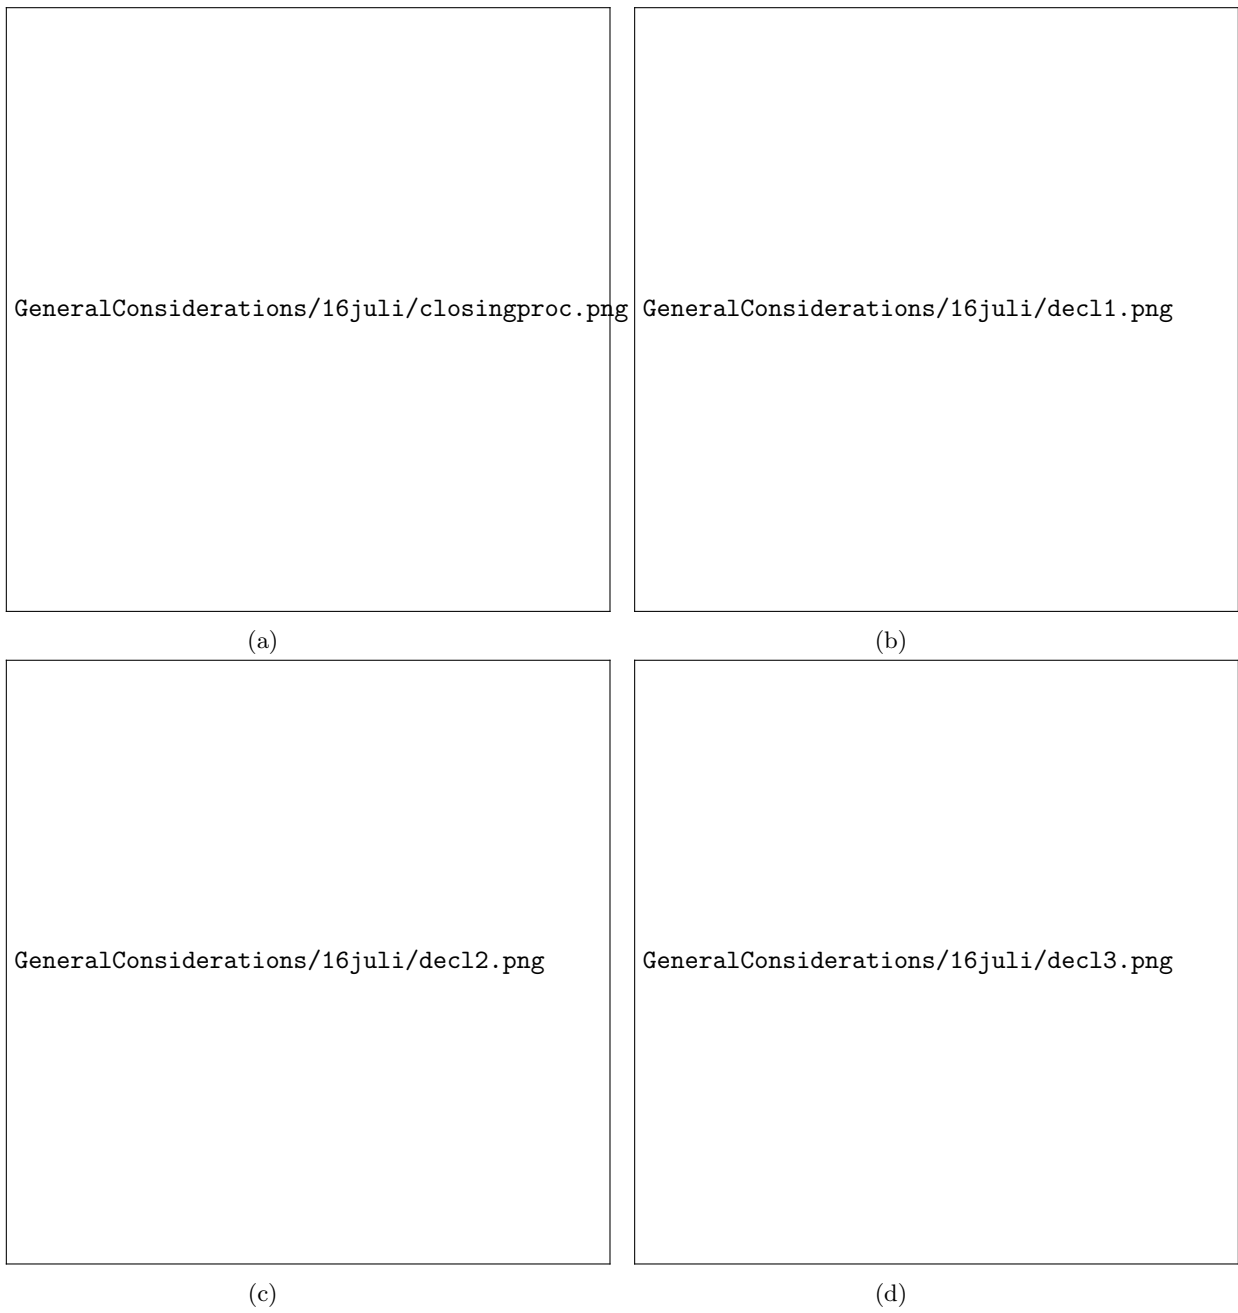 GeneralConsiderations/16juli/closingproc.png GeneralConsiderations/16juli/decl1.png
(a) (b)
GeneralConsiderations/16juli/decl2.png GeneralConsiderations/16juli/decl3.png
(c) (d)